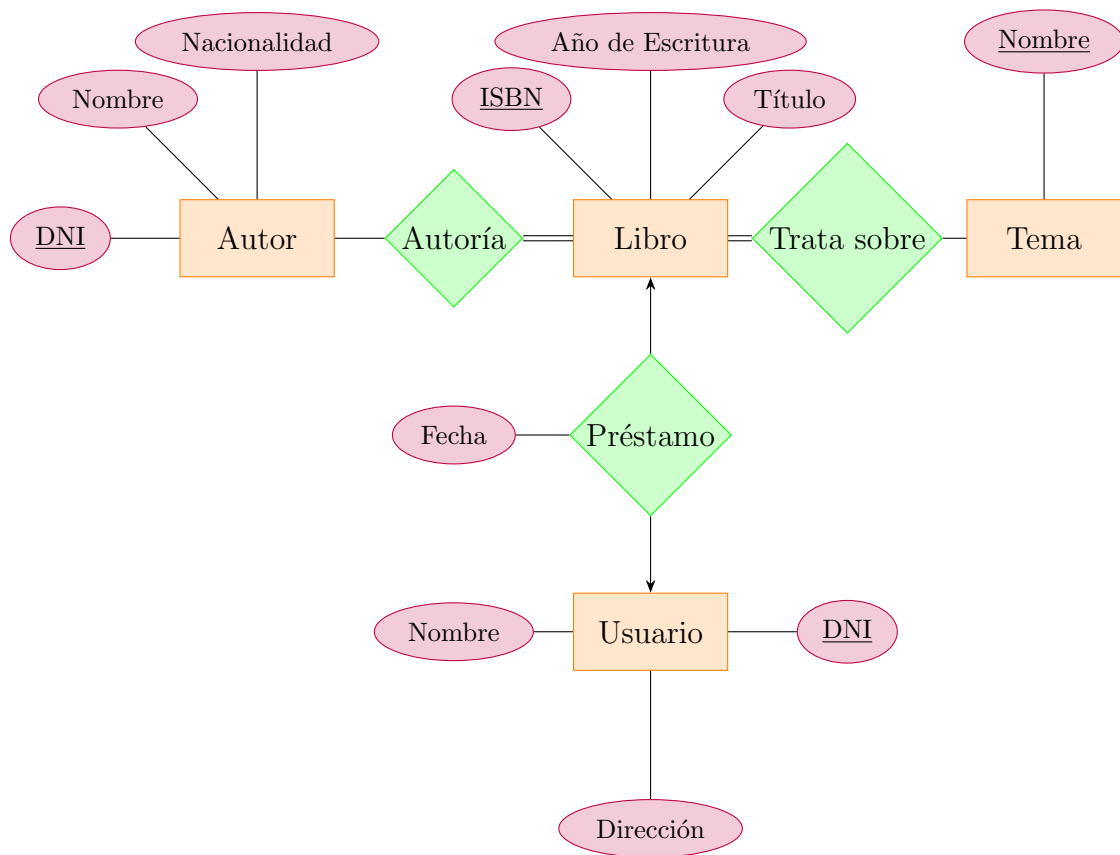 Nacionalidad
Año de Escritura
Nombre
Nombre
ISBN
Título
DNI
Autor
Autoría
Libro
Trata sobre
Tema
Fecha
Préstamo
Nombre
Usuario
DNI
Dirección